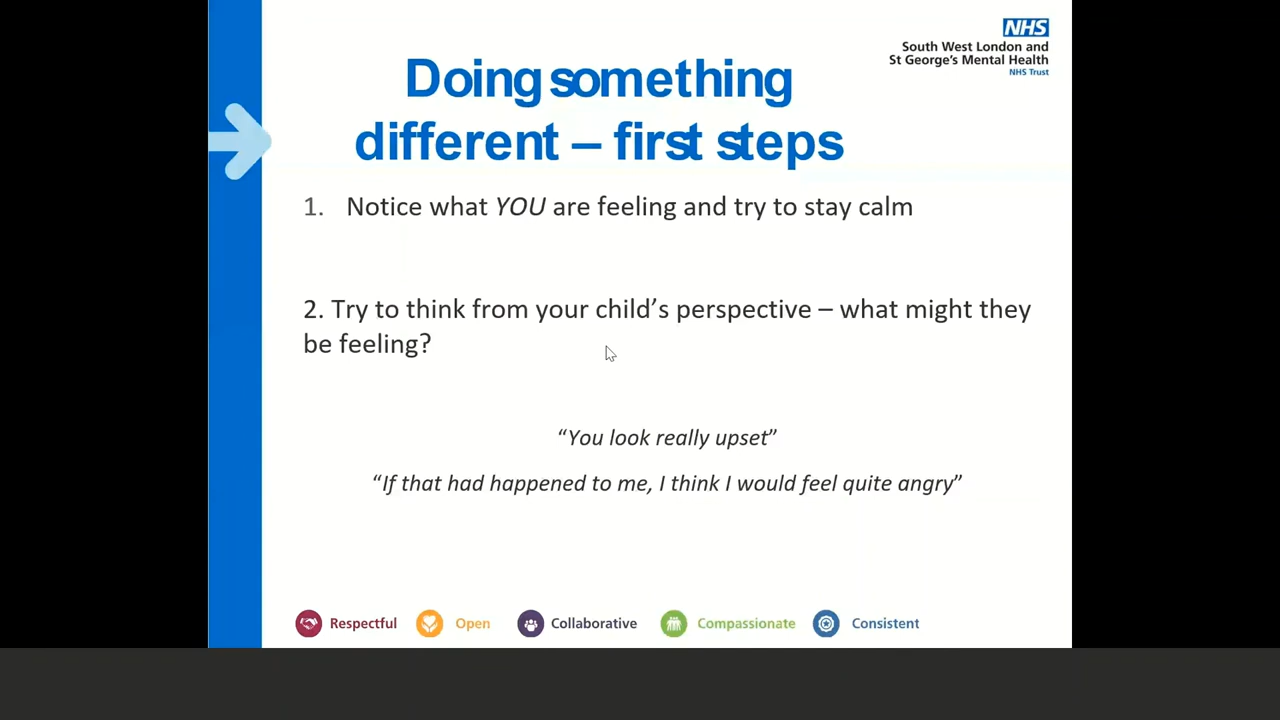 NHS
South West London and
St George's Mental Health
NHS Trust
Doing something
different – first steps
1. Notice what YOU are feeling and try to stay calm
2. Try to think from your child's perspective – what might they
be feeling?
“You look really upset”
“If that had happened to me, I think I would feel quite angry”
Respectful Open Collaborative Compassionate Consistent